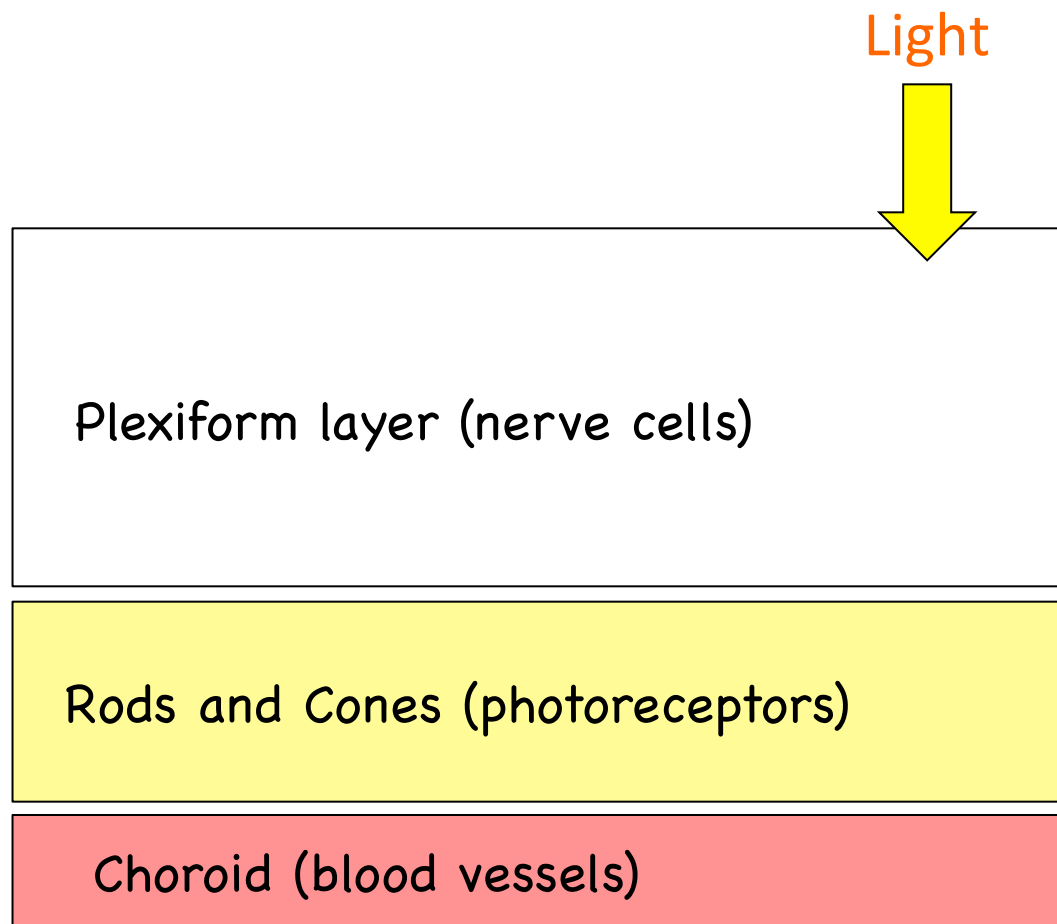 Light
Plexiform layer (nerve cells)
Rods and Cones (photoreceptors)
Choroid (blood vessels)